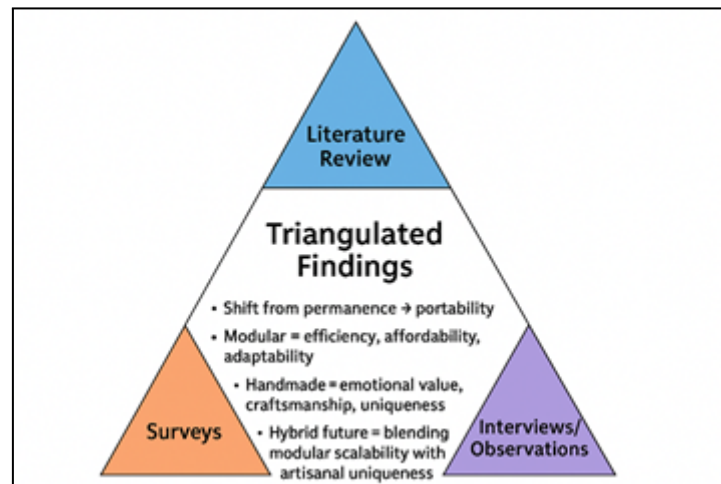 Literature
Review
Triangulated
Findings
• Shift from permanence → portability
• Modular = efficiency, affordability,
adaptability
• Handmade = emotional value,
craftsmanship, uniqueness
• Hybrid future = blending
modular scalability with
artisanal uniqueness
Surveys
Interviews/
Observations